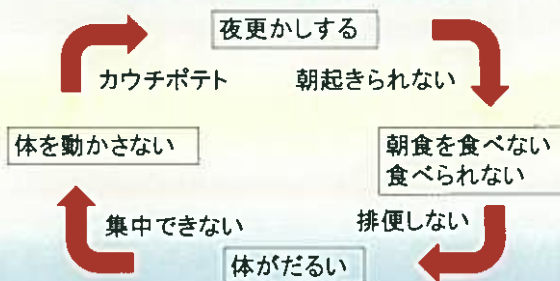 夜更かしする
カウチポテト
朝起きられない
体を動かさない
朝食を食べない
食べられない
集中できない
排便しない
体がだるい